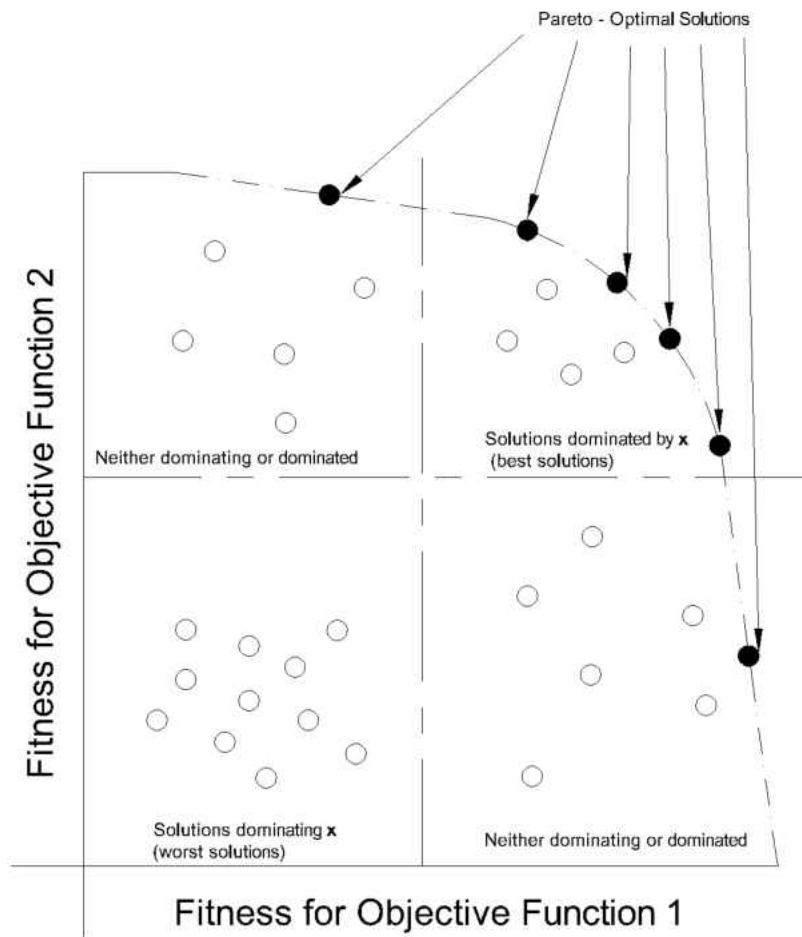 Pareto - Optimal Solutions
Fitness for Objective Function 2
Neither dominating or dominated
Solutions dominated by x
(best solutions)
Solutions dominating x
(worst solutions)
Neither dominating or dominated
Fitness for Objective Function 1